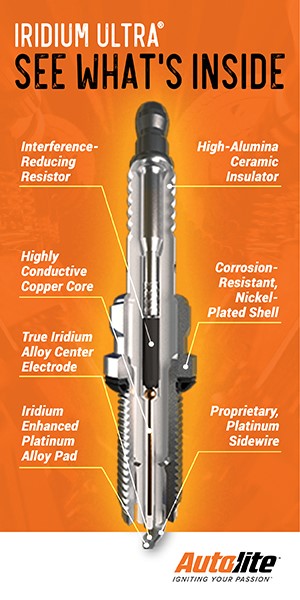 IRIDIUM ULTRA®
SEE WHAT'S INSIDE
Interference-
Reducing
Resistor
High-Alumina
Ceramic
Insulator
Highly
Conductive
Copper Core
Corrosion-
Resistant,
Nickel-
Plated Shell
True Iridium
Alloy Center
Electrode
Iridium
Enhanced
Platinum
Alloy Pad
Proprietary,
Platinum
Sidewire
Autolite
IGNITING YOUR PASSION